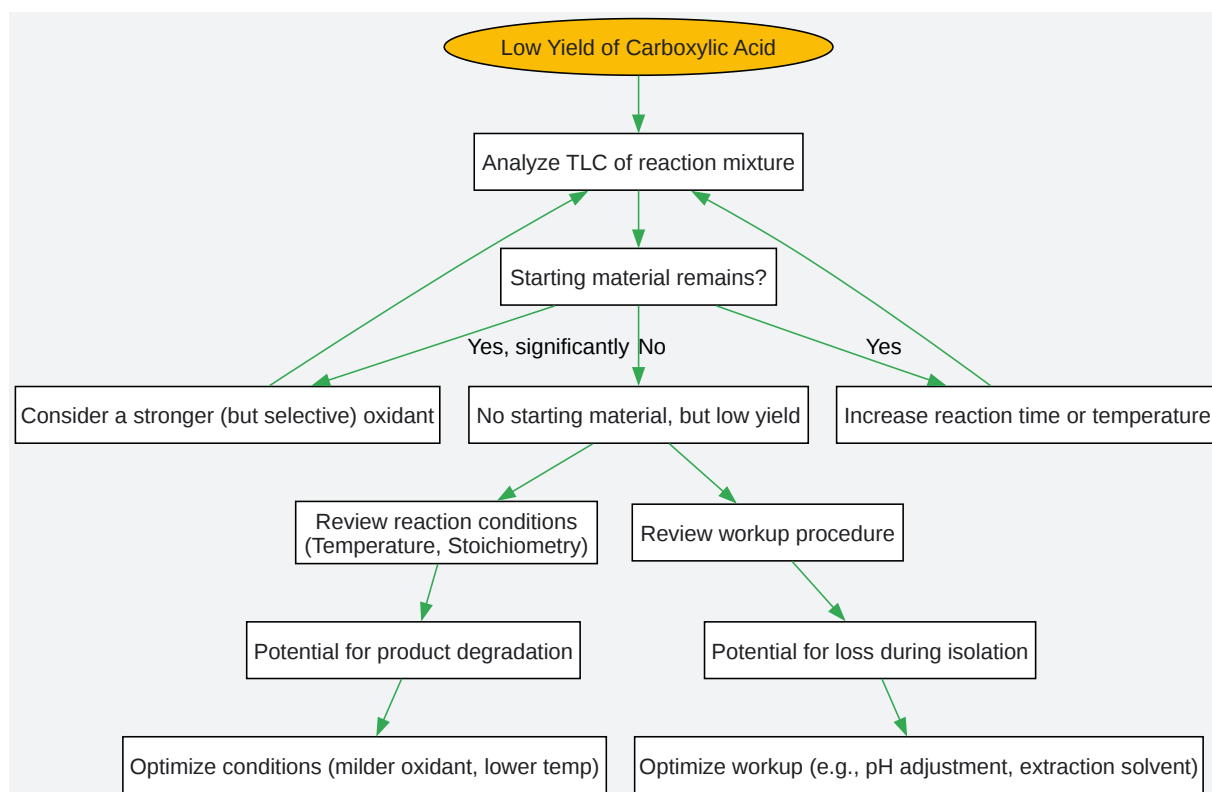 Low Yield of Carboxylic Acid
Analyze TLC of reaction mixture
Starting material remains?
Yes, significantly
No
Yes
Consider a stronger (but selective) oxidant
No starting material, but low yield
Increase reaction time or temperature
Review reaction conditions
(Temperature, Stoichiometry)
Review workup procedure
Potential for product degradation
Potential for loss during isolation
Optimize conditions (milder oxidant, lower temp)
Optimize workup (e.g., pH adjustment, extraction solvent)